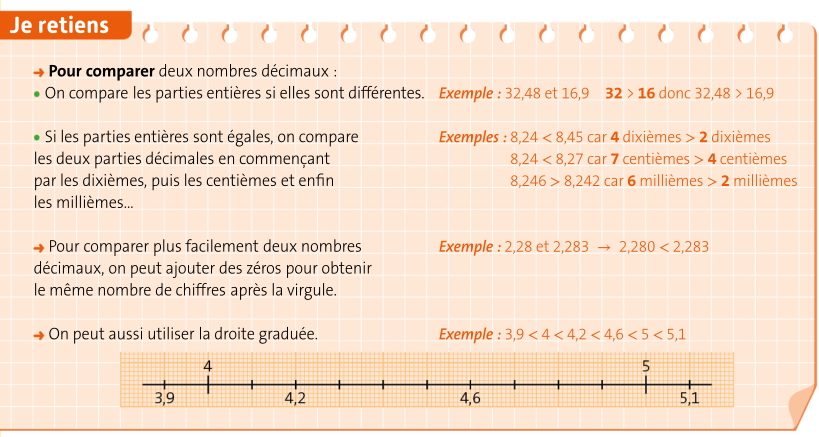 Je retiens
➜ Pour comparer deux nombres décimaux :
• On compare les parties entières si elles sont différentes. Exemple : 32,48 et 16,9 32 > 16 donc 32,48 > 16,9
• Si les parties entières sont égales, on compare
les deux parties décimales en commençant
par les dixièmes, puis les centièmes et enfin
les millièmes...
Exemples : 8,24 < 8,45 car 4 dixièmes > 2 dixièmes
8,24 < 8,27 car 7 centièmes > 4 centièmes
8,246 > 8,242 car 6 millièmes > 2 millièmes
➜ Pour comparer plus facilement deux nombres
décimaux, on peut ajouter des zéros pour obtenir
le même nombre de chiffres après la virgule.
Exemple : 2,28 et 2,283 → 2,280 < 2,283
➜ On peut aussi utiliser la droite graduée. Exemple : 3,9 < 4 < 4,2 < 4,6 < 5 < 5,1
4 5
3,9 4,2 4,6 5,1